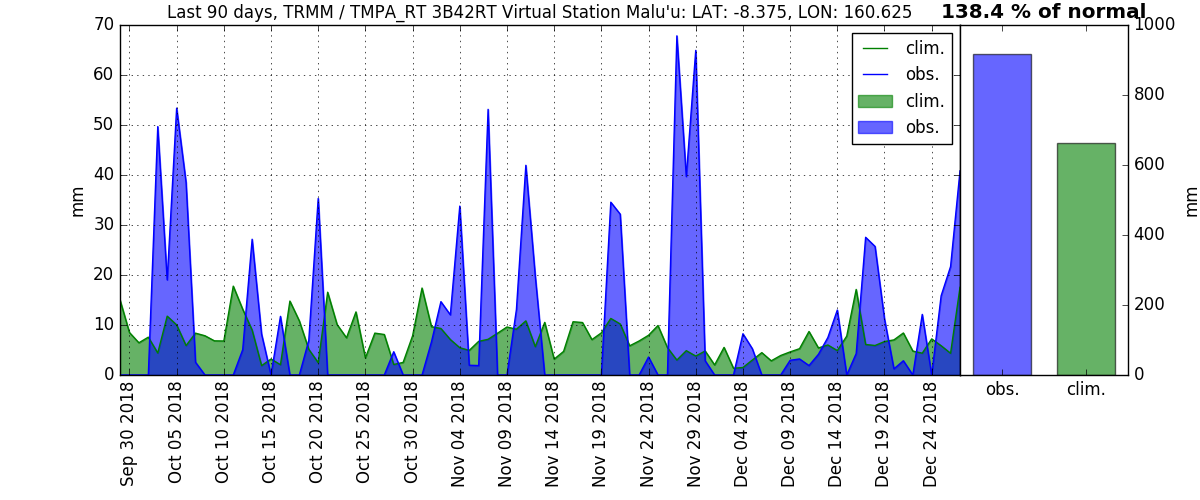 Last 90 days, TRMM / TMPA_RT 3B42RT Virtual Station Malu'u: LAT: -8.375, LON: 160.625
138.4 % of normal
70
60
50
40
30
20
10
0
mm
clim.
obs.
clim.
obs.
1000
800
600
400
200
0
mm
obs.
clim.
Sep 30 2018
Oct 05 2018
Oct 10 2018
Oct 15 2018
Oct 20 2018
Oct 25 2018
Oct 30 2018
Nov 04 2018
Nov 09 2018
Nov 14 2018
Nov 19 2018
Nov 24 2018
Nov 29 2018
Dec 04 2018
Dec 09 2018
Dec 14 2018
Dec 19 2018
Dec 24 2018